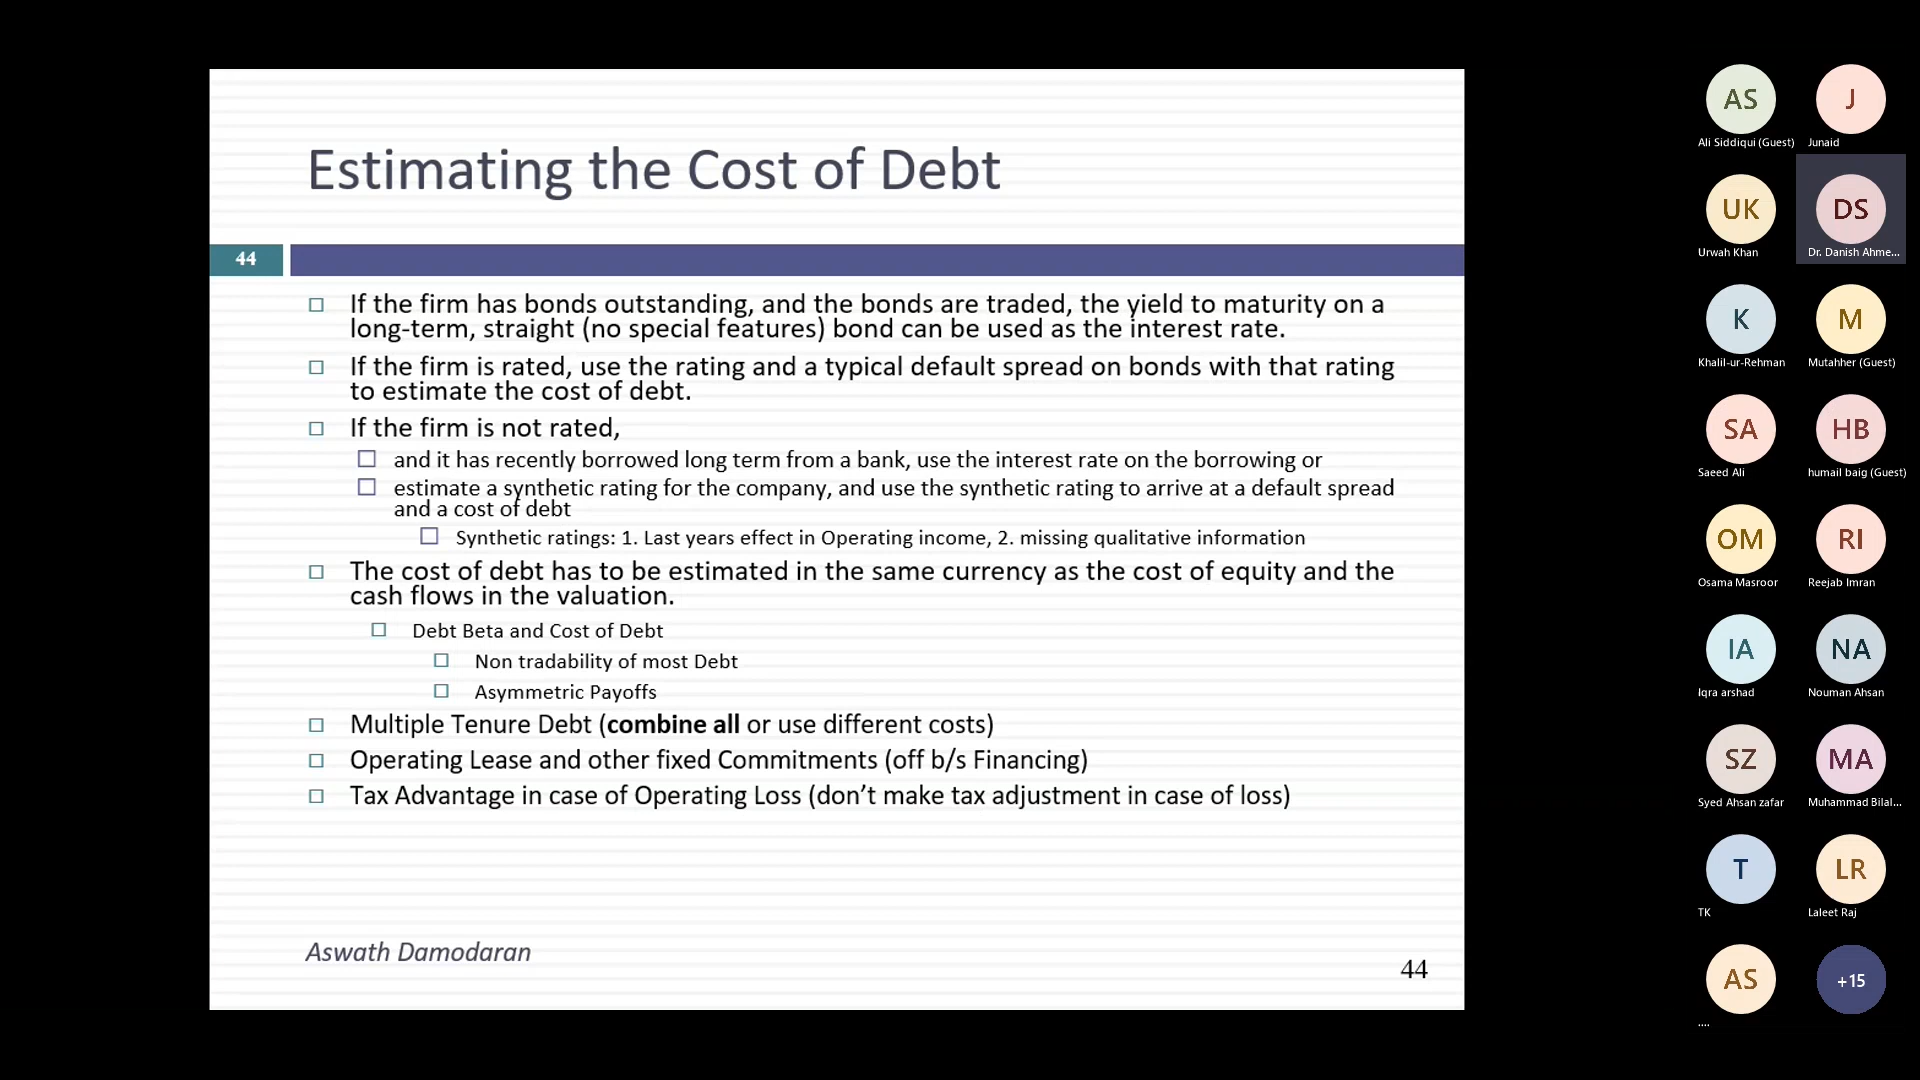 Estimating the Cost of Debt
44
If the firm has bonds outstanding, and the bonds are traded, the yield to maturity on a
long-term, straight (no special features) bond can be used as the interest rate.
If the firm is rated, use the rating and a typical default spread on bonds with that rating
to estimate the cost of debt.
If the firm is not rated,
and it has recently borrowed long term from a bank, use the interest rate on the borrowing or
estimate a synthetic rating for the company, and use the synthetic rating to arrive at a default spread
and a cost of debt
Synthetic ratings: 1. Last years effect in Operating income, 2. missing qualitative information
The cost of debt has to be estimated in the same currency as the cost of equity and the
cash flows in the valuation.
Debt Beta and Cost of Debt
Non tradability of most Debt
Asymmetric Payoffs
Multiple Tenure Debt (combine all or use different costs)
Operating Lease and other fixed Commitments (off b/s Financing)
Tax Advantage in case of Operating Loss (don’t make tax adjustment in case of loss)
Aswath Damodaran
44
AS
Ali Siddiqui (Guest)
J
Junaid
UK
Urwah Khan
DS
Dr. Danish Ahme...
K
Khalil-ur-Rehman
M
Mutahher (Guest)
SA
Saeed Ali
HB
humail baig (Guest)
OM
Osama Masroor
RI
Reejab Imran
IA
Iqra arshad
NA
Nouman Ahsan
SZ
Syed Ahsan zafar
MA
Muhammad Bilal...
T
TK
LR
Laleet Raj
AS
....
+15